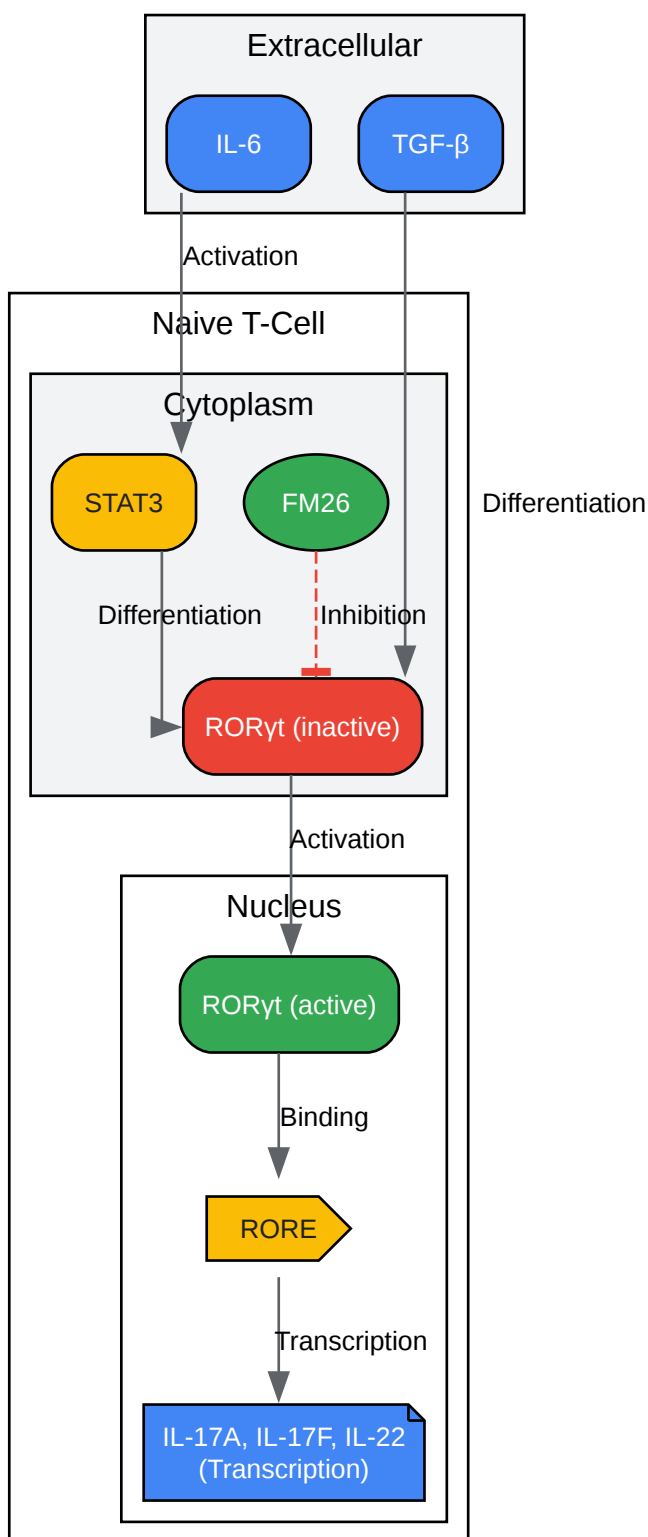 Extracellular
IL-6
TGF-β
Activation
Naive T-Cell
Cytoplasm
STAT3
FM26
Differentiation
Differentiation
Inhibition
RORγt (inactive)
Activation
Nucleus
RORγt (active)
Binding
RORE
Transcription
IL-17A, IL-17F, IL-22
(Transcription)